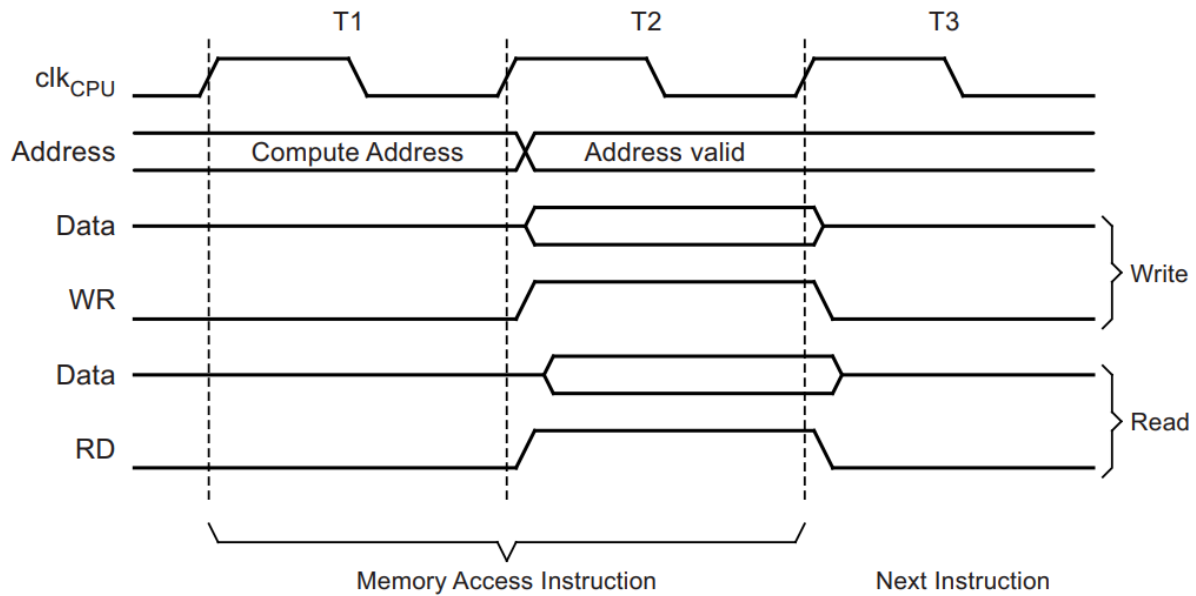 T1 T2 T3
clkCPU
Address Compute Address Address valid
Data
WR
Write
Data
RD
Read
Memory Access Instruction Next Instruction